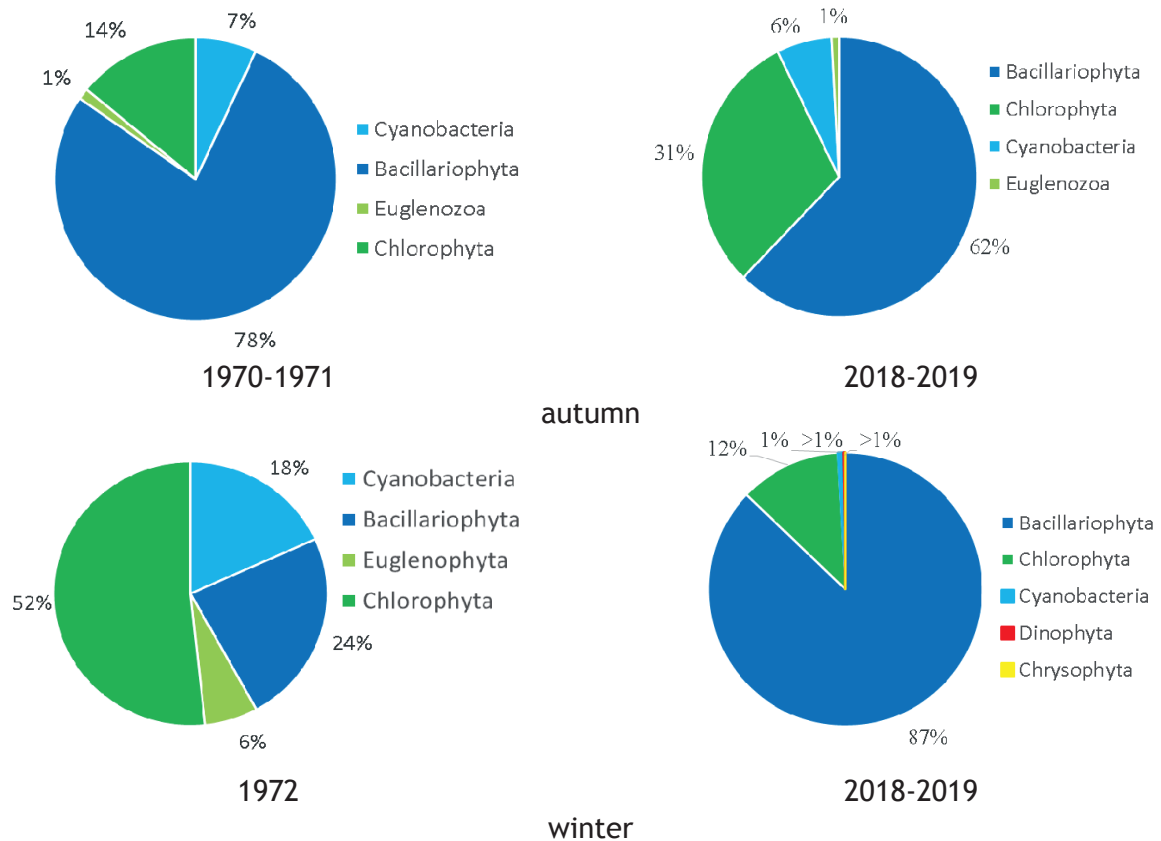 14%
7%
1%
78%
Cyanobacteria
Bacillariophyta
Euglenozoa
Chlorophyta
1970-1971
6%
1%
31%
62%
Bacillariophyta
Chlorophyta
Cyanobacteria
Euglenozoa
2018-2019
autumn
18%
52%
24%
6%
Cyanobacteria
Bacillariophyta
Euglenophyta
Chlorophyta
1972
12%
1%
>1%
>1%
87%
Bacillariophyta
Chlorophyta
Cyanobacteria
Dinophyta
Chrysophyta
2018-2019
winter